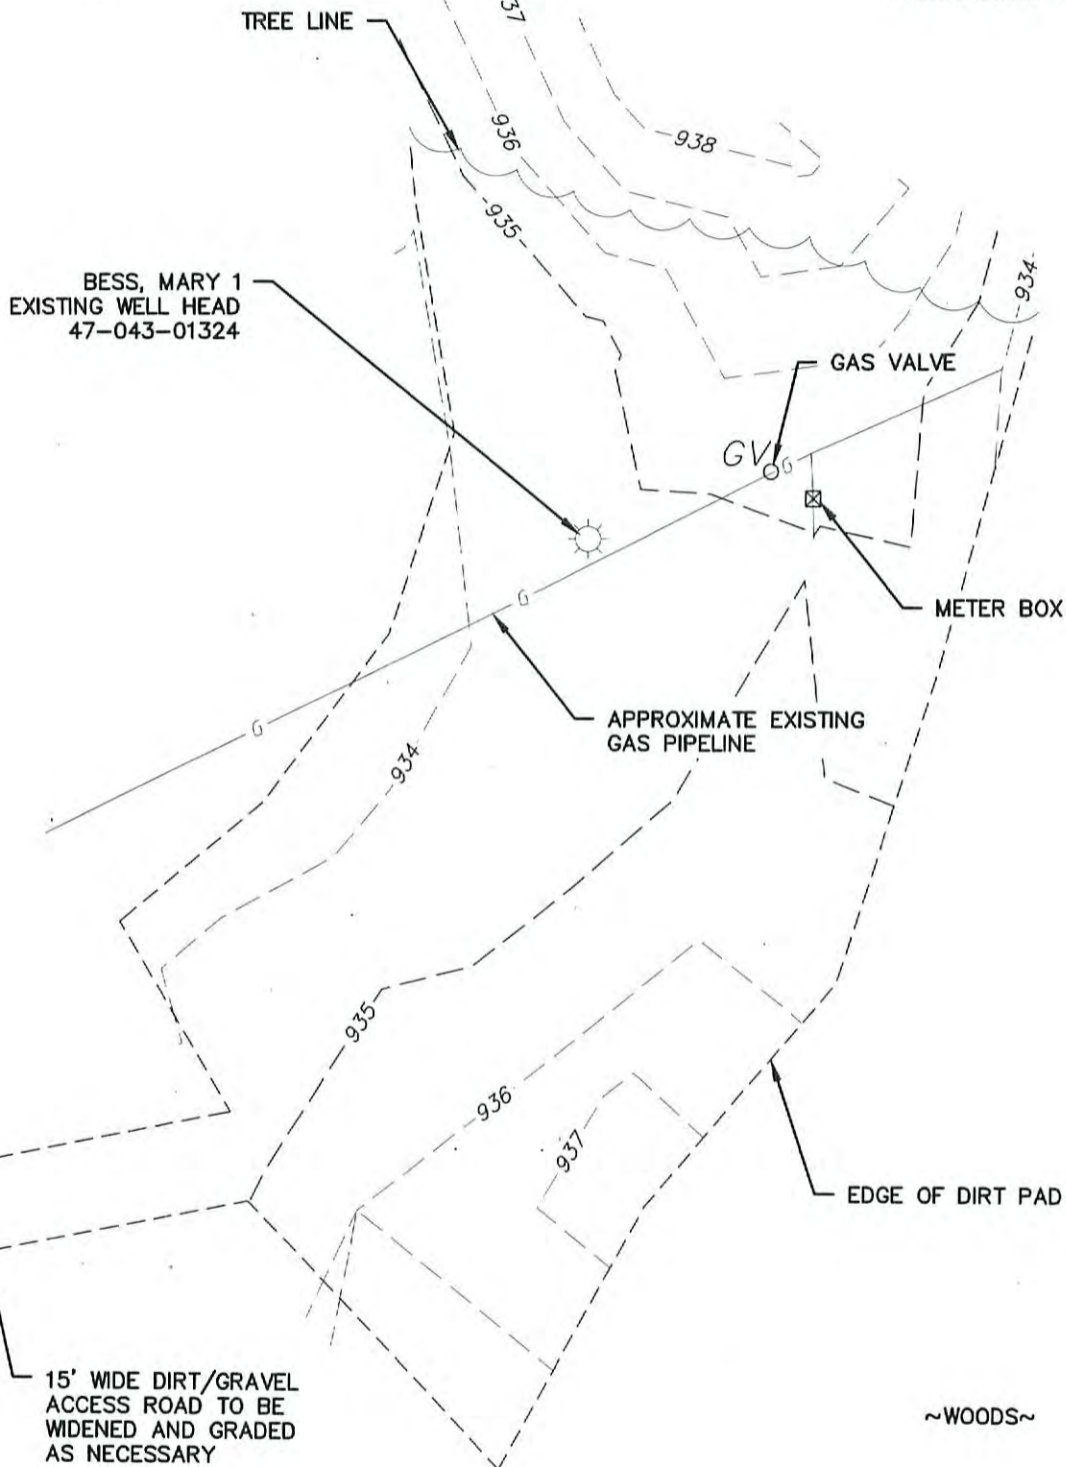 TREE LINE
37
936
938
935
934
BESS, MARY 1
EXISTING WELL HEAD
47-043-01324
GAS VALVE
GV
G
G
METER BOX
APPROXIMATE EXISTING
GAS PIPELINE
G
934
935
936
937
EDGE OF DIRT PAD
15' WIDE DIRT/GRAVEL
ACCESS ROAD TO BE
WIDENED AND GRADED
AS NECESSARY
~WOODS~